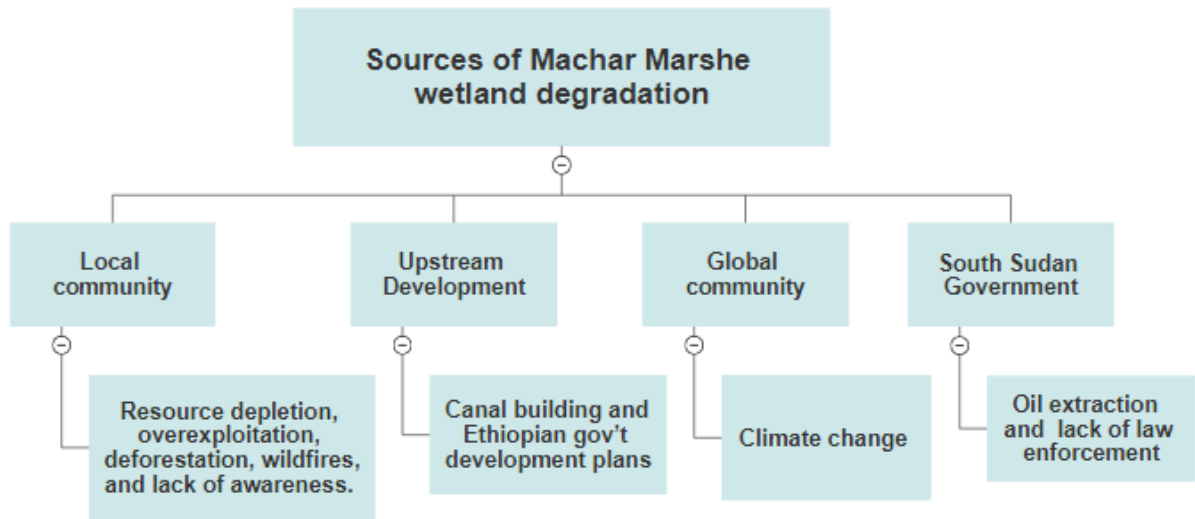 Sources of Machar Marshe
wetland degradation
Local
community
Upstream
Development
Global
community
South Sudan
Government
Resource depletion,
overexploitation,
deforestation, wildfires,
and lack of awareness.
Canal building and
Ethiopian gov't
development plans
Climate change
Oil extraction
and lack of law
enforcement